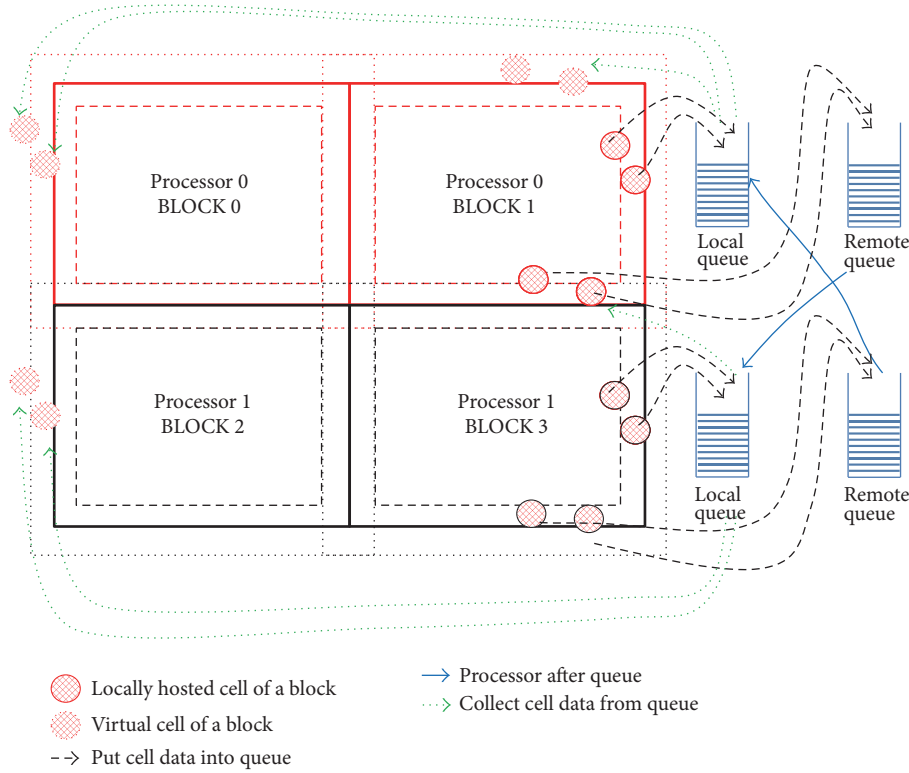 Processor 0
BLOCK 0
Processor 0
BLOCK 1
Local
queue
Remote
queue
Processor 1
BLOCK 2
Processor 1
BLOCK 3
Local
queue
Remote
queue
Locally hosted cell of a block
Virtual cell of a block
Put cell data into queue
Processor after queue
Collect cell data from queue